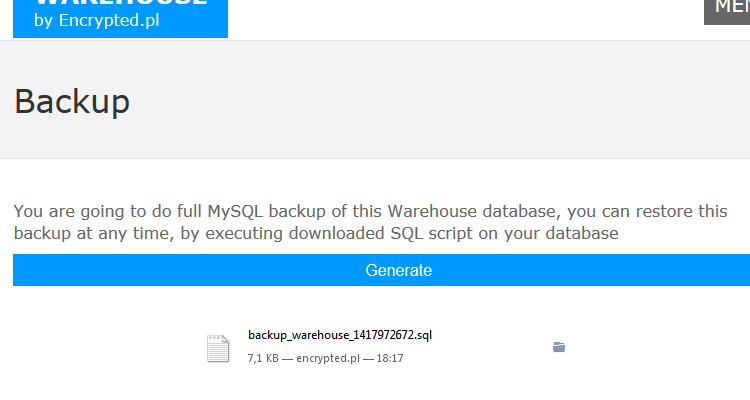 WAREHOUSE
by Encrypted.pl
MEN
Backup
You are going to do full MySQL backup of this Warehouse database, you can restore this
backup at any time, by executing downloaded SQL script on your database
Generate
backup_warehouse_1417972672.sql
7,1 KB — encrypted.pl — 18:17